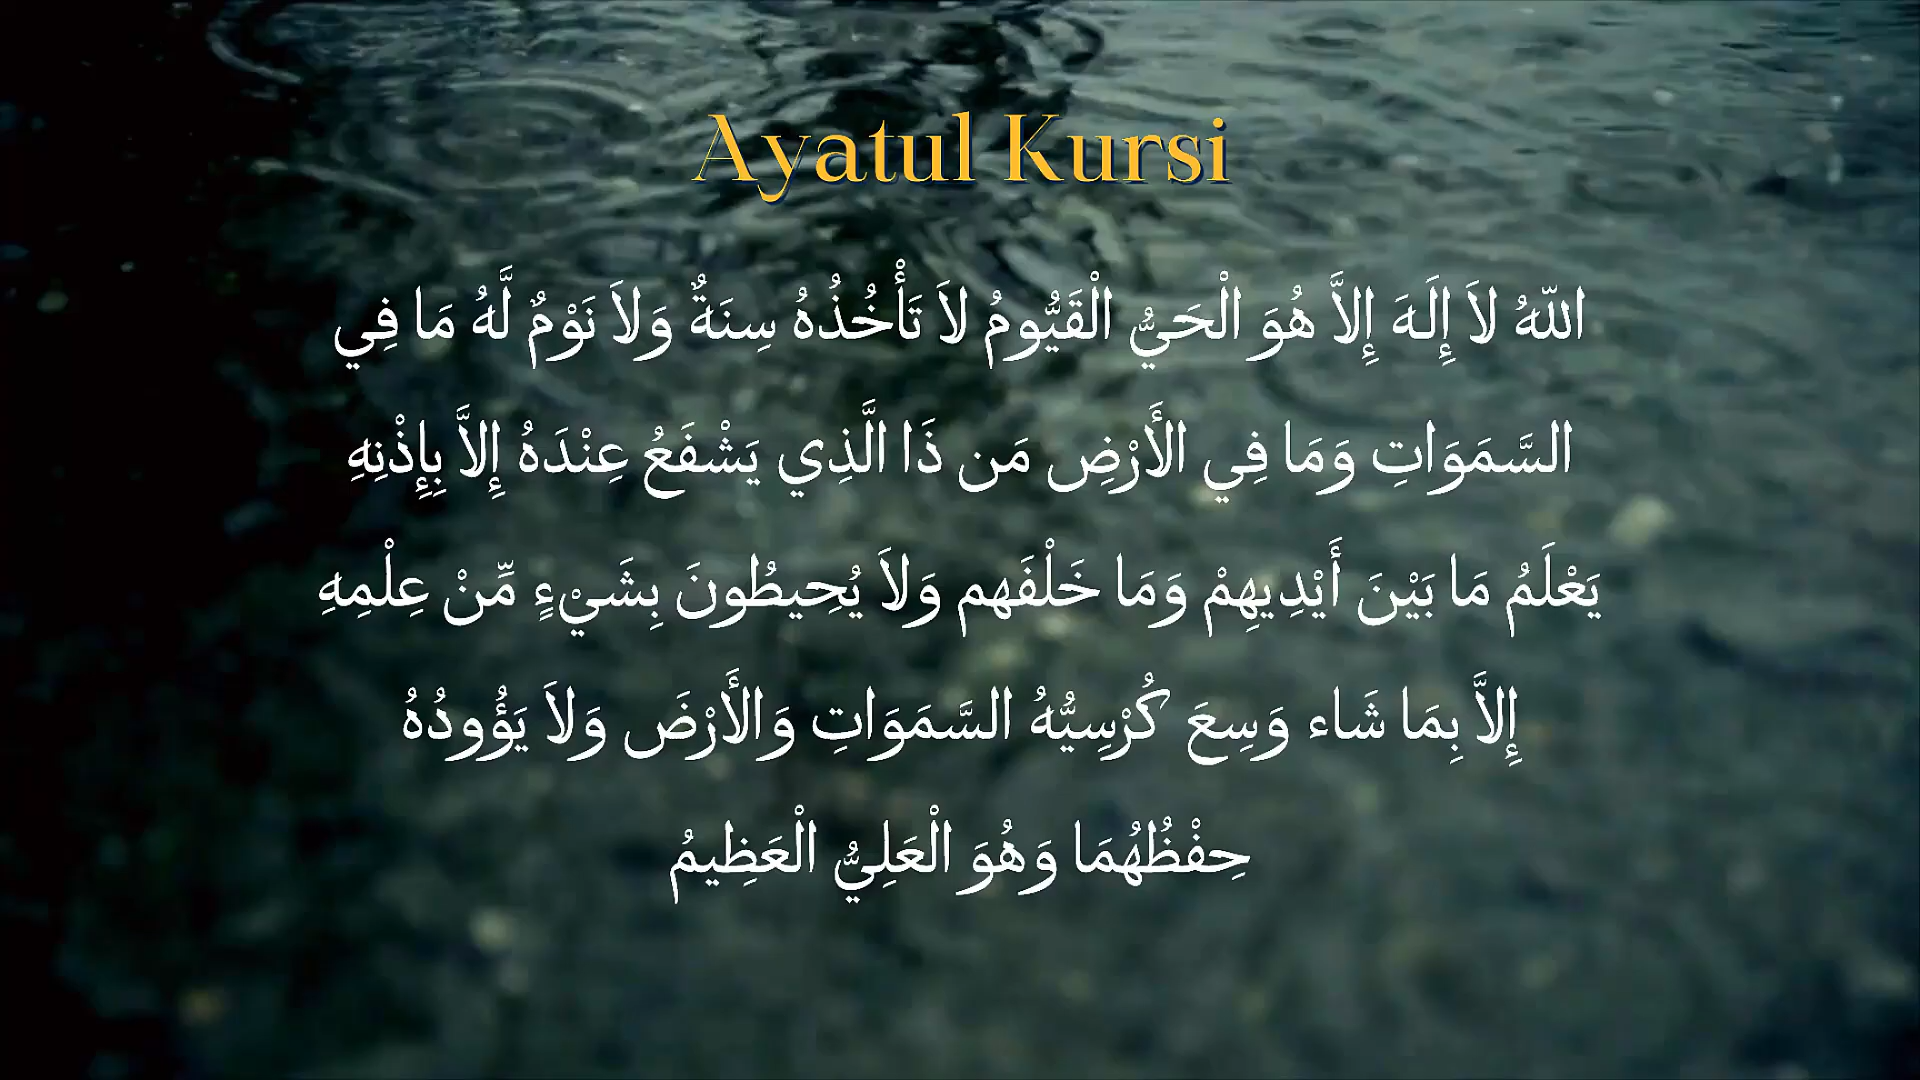 Ayatul Kursi
اللّهُ لاَ إِلَهَ إِلاَّ هُوَ الْحَيُّ الْقَيُّومُ لاَ تَأْخُذُهُ سِنَةٌ وَلاَ نَوْمٌ لَّهُ مَا فِي
السَّمَوَاتِ وَمَا فِي الأَرْضِ مَن ذَا الَّذِي يَشْفَعُ عِنْدَهُ إِلاَّ بِإِذْنِهِ
يَعْلَمُ مَا بَيْنَ أَيْدِيهِمْ وَمَا خَلْفَهم وَلاَ يُحِيطُونَ بِشَيْءٍ مِّنْ عِلْمِهِ
إِلاَّ بِمَا شَاء وَسِعَ كُرْسِيُّهُ السَّمَوَاتِ وَالأَرْضَ وَلاَ يَؤُودُهُ
حِفْظُهُمَا وَهُوَ الْعَلِيُّ الْعَظِيمُ